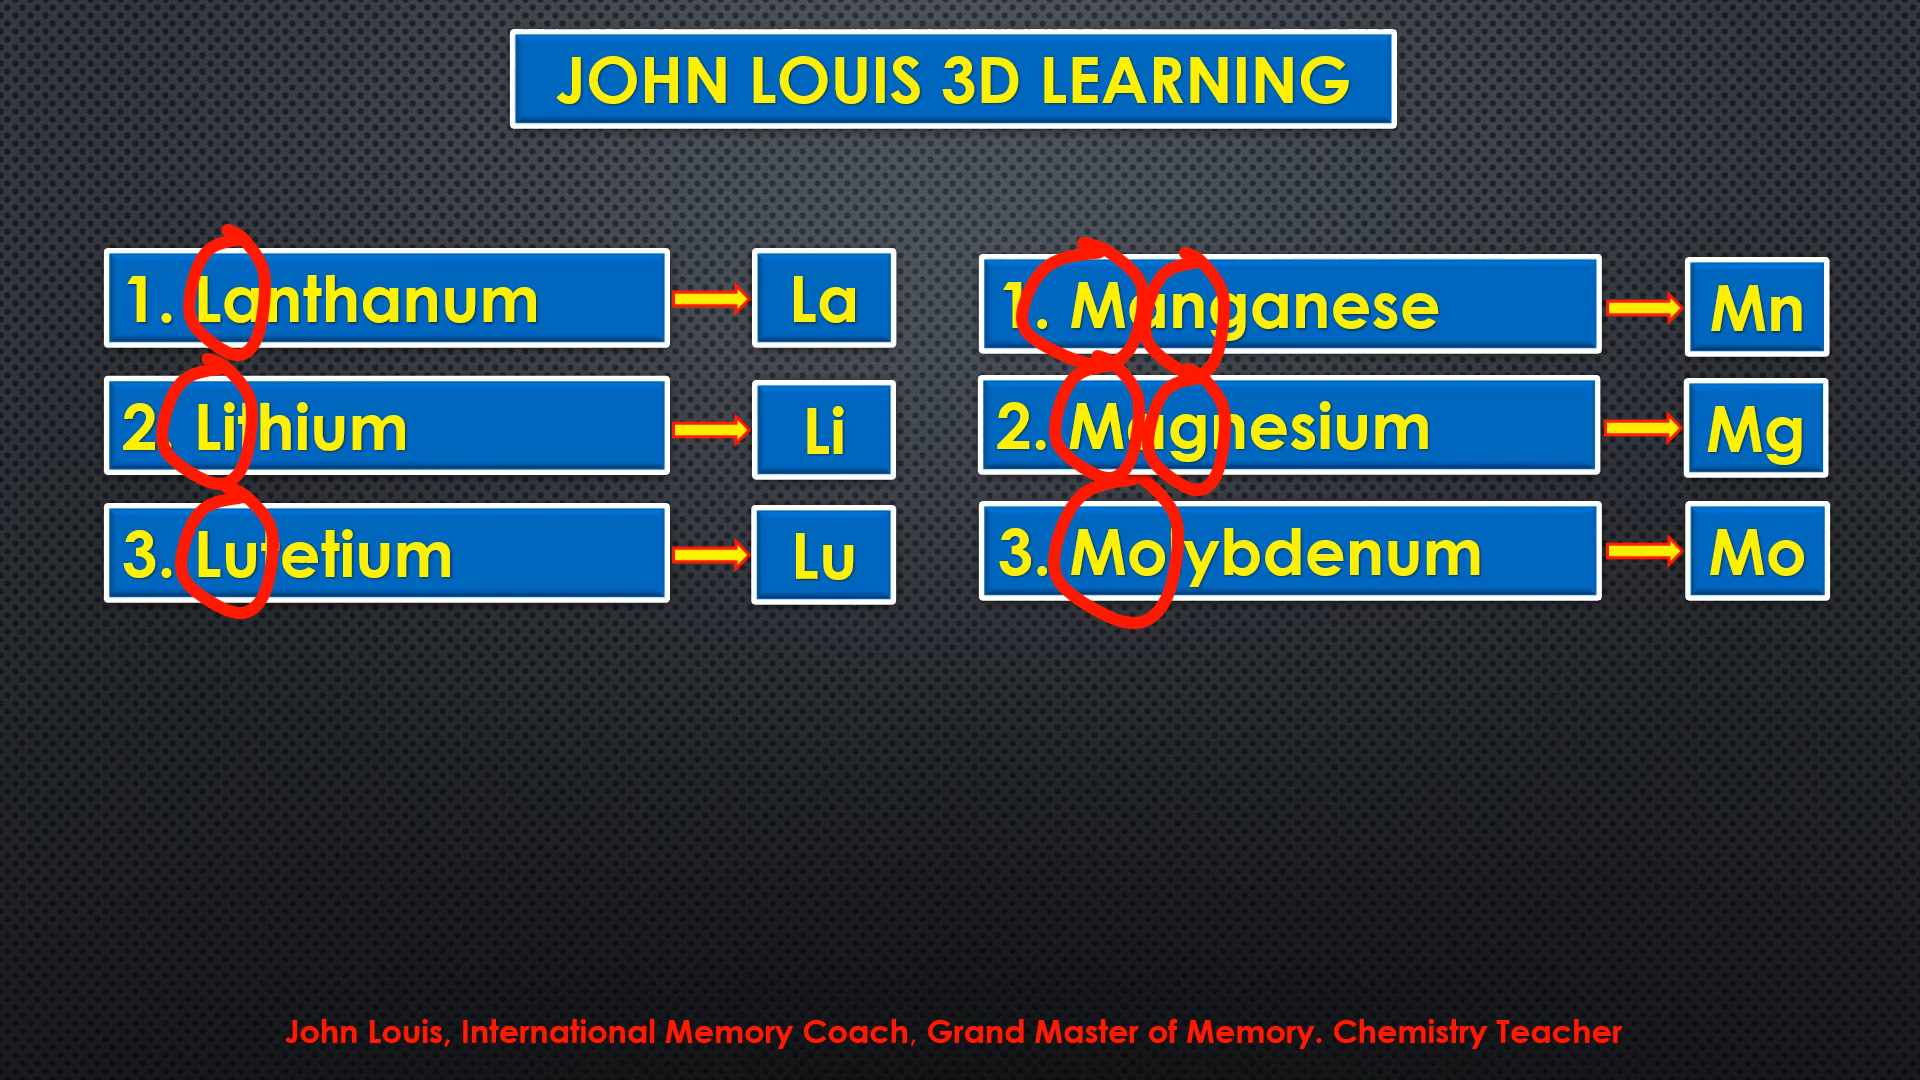 JOHN LOUIS 3D LEARNING
1. Lanthanum
La
2. Lithium
Li
3. Lutetium
Lu
1. Manganese
Mn
2. Magnesium
Mg
3. Molybdenum
Mo
John Louis, International Memory Coach, Grand Master of Memory. Chemistry Teacher